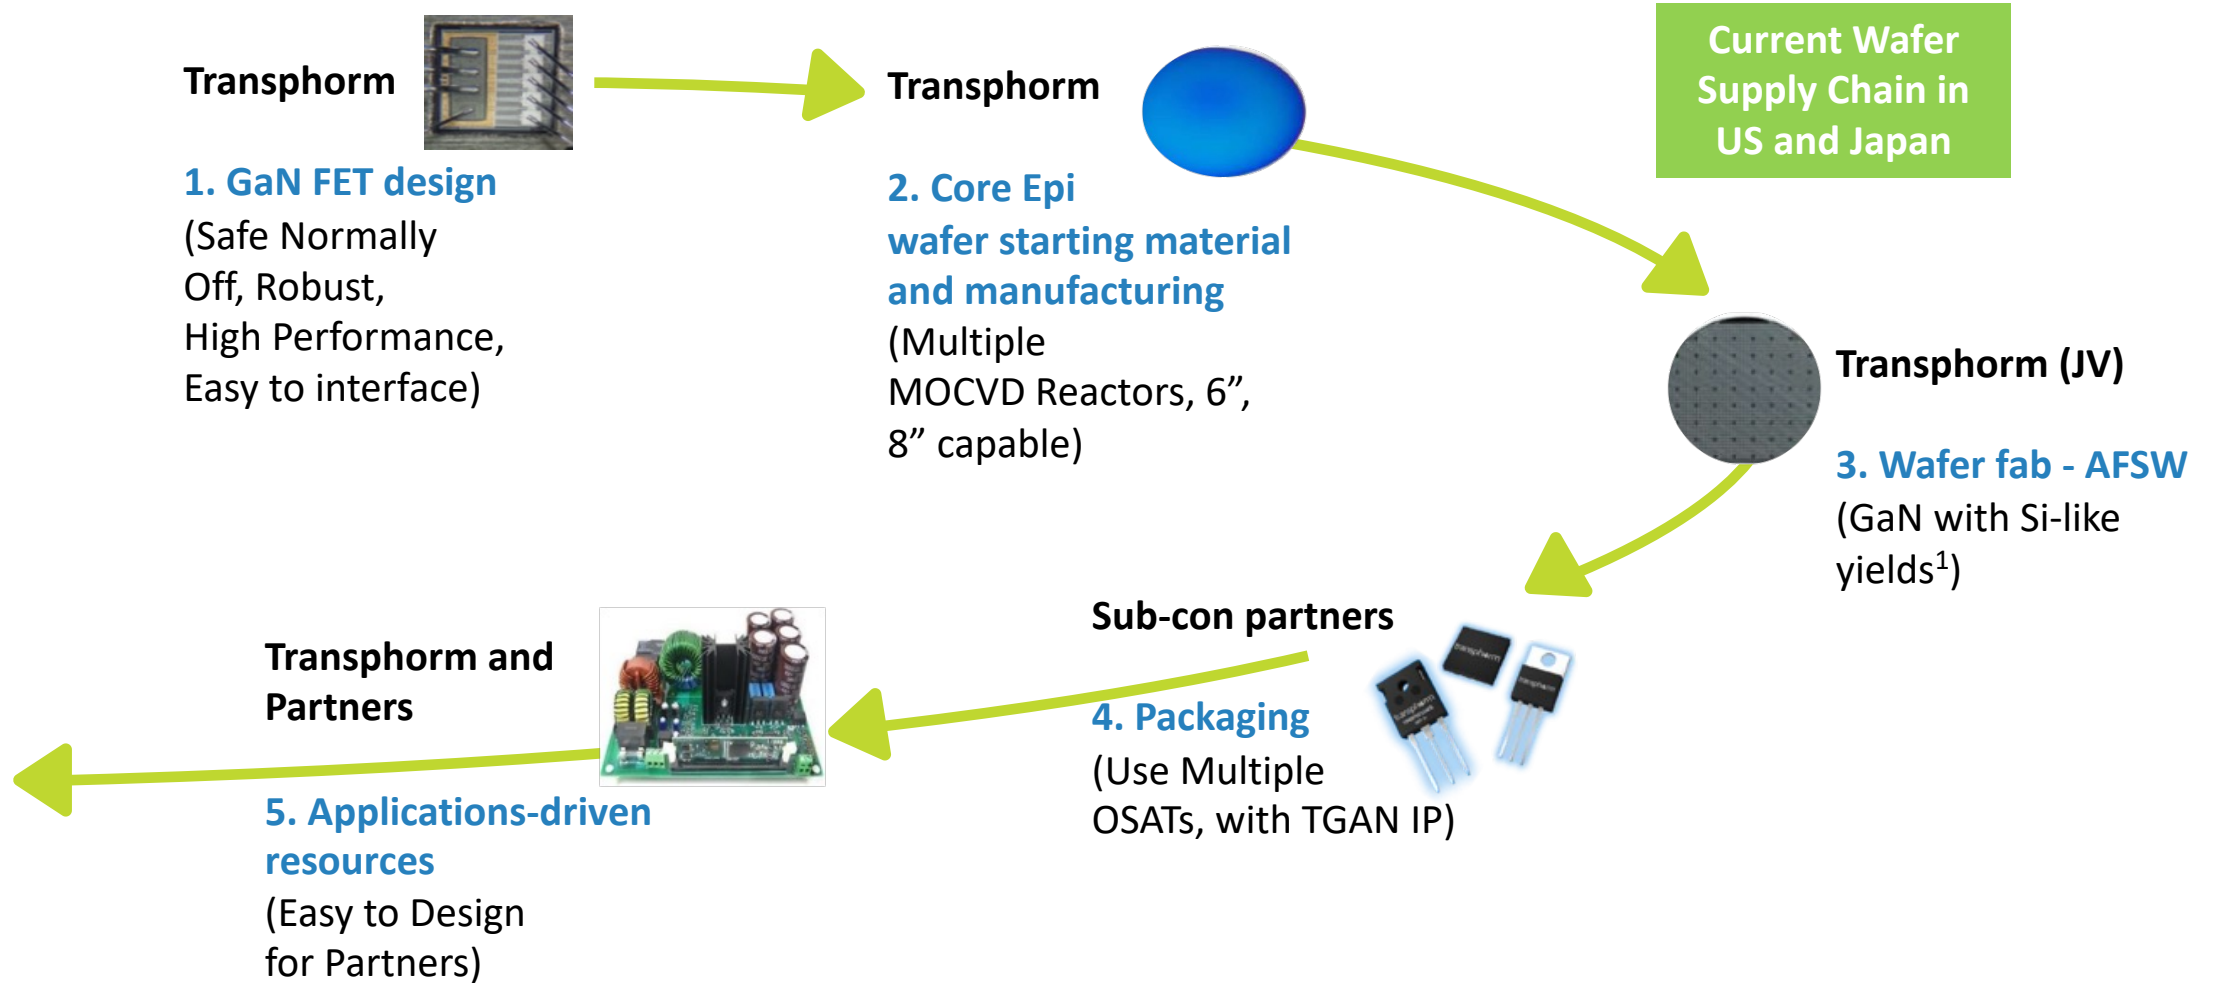 Transphorm
1. GaN FET design
(Safe Normally
Off, Robust,
High Performance,
Easy to interface)
Transphorm
2. Core Epi
wafer starting material
and manufacturing
(Multiple
MOCVD Reactors, 6”,
8” capable)
Current Wafer
Supply Chain in
US and Japan
Transphorm (JV)
3. Wafer fab - AFSW
(GaN with Si-like
yields¹)
Sub-con partners
4. Packaging
(Use Multiple
OSATs, with TGAN IP)
transphorm
transphorm
transphorm
Transphorm and
Partners
5. Applications-driven
resources
(Easy to Design
for Partners)